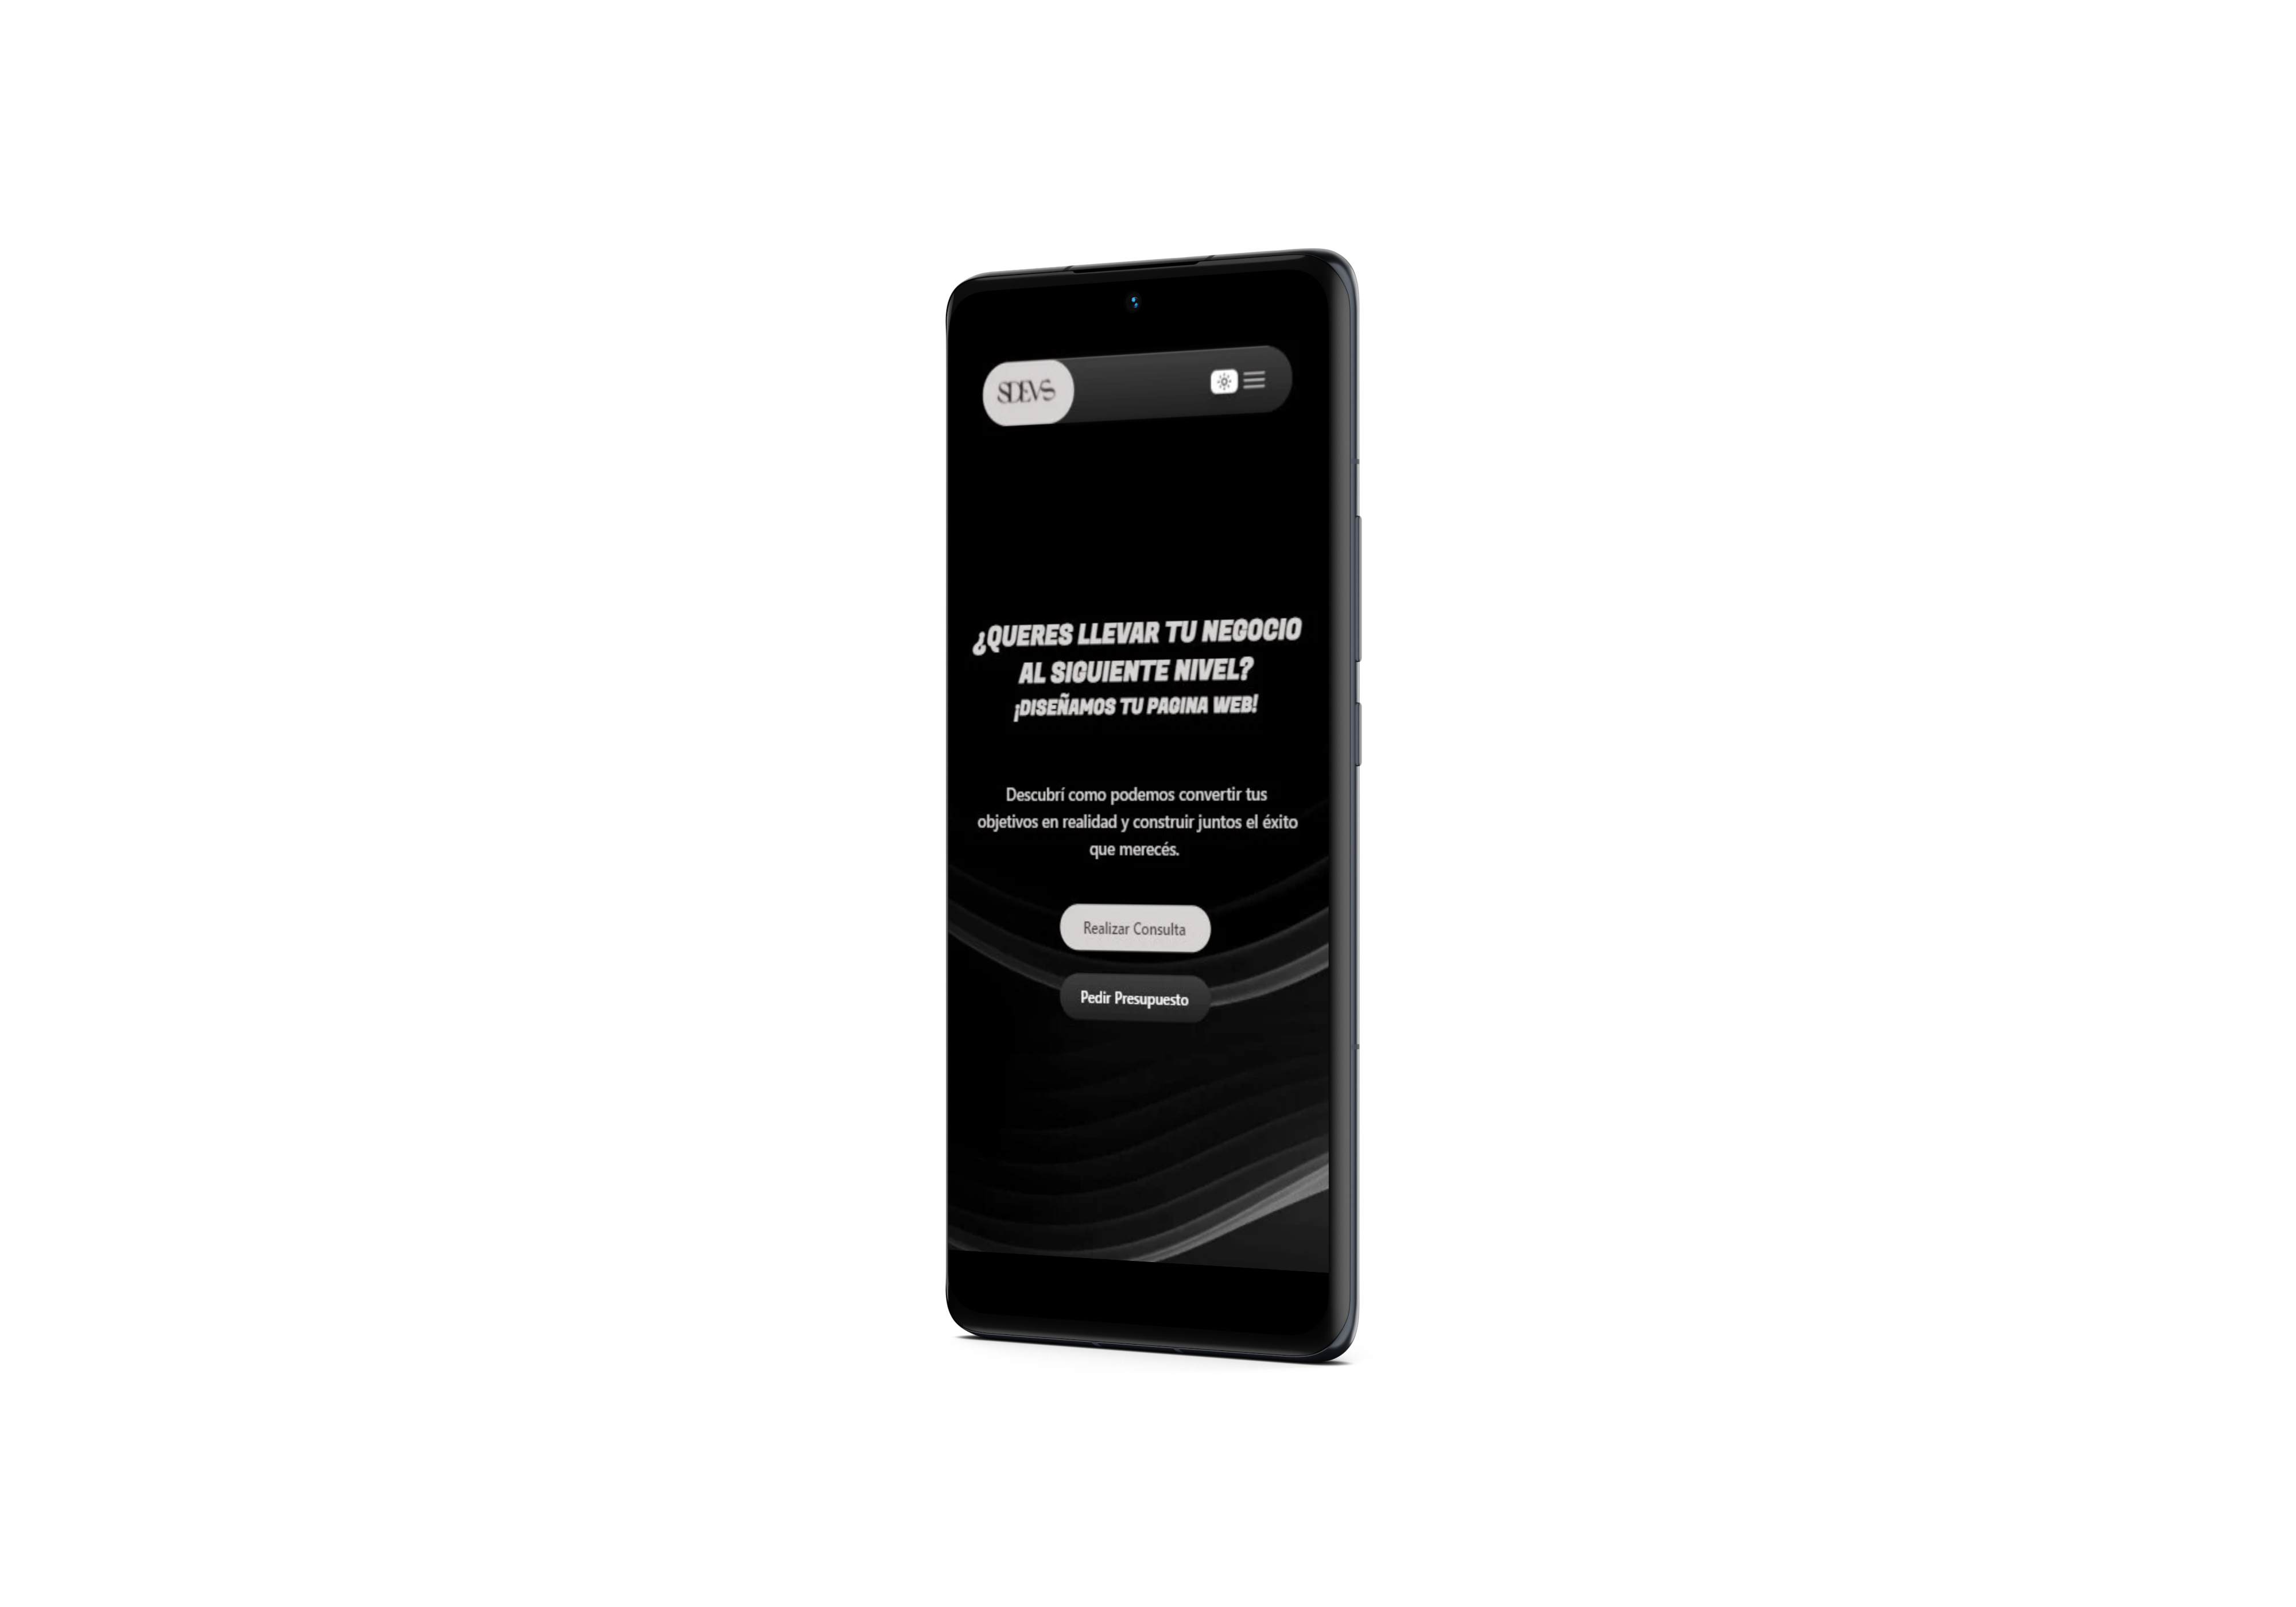 SDEVS
¿QUERES LLEVAR TU NEGOCIO
AL SIGUIENTE NIVEL?
¡DISEÑAMOS TU PAGINA WEB!
Descubrí como podemos convertir tus
objetivos en realidad y construir juntos el éxito
que merecés.
Realizar Consulta
Pedir Presupuesto